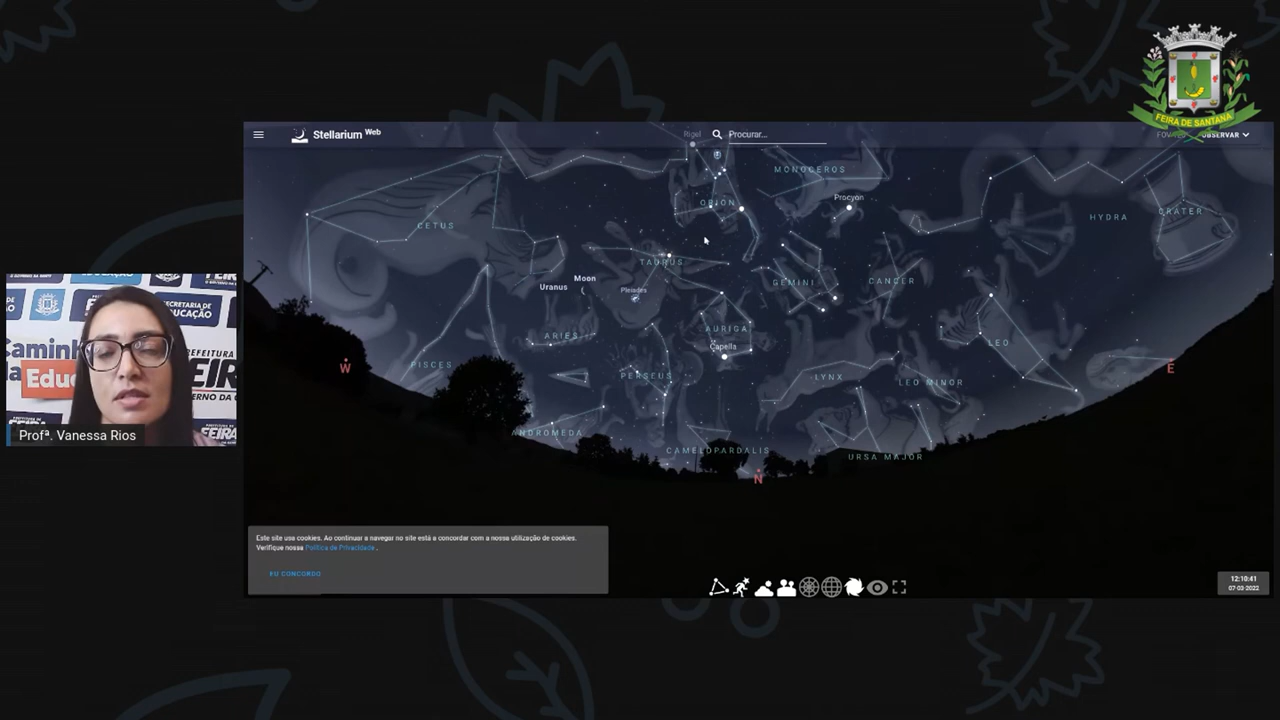 FEIRA DE SANTANA
Stellarium Web
Rigel
Procurar...
OBSERVAR
MONOCEROS
ORION
Procyon
CETUS
HYDRA
CRATER
TAURUS
Moon
Uranus
Pleiades
GEMINI
CANCER
AURIGA
ARIES
Capella
LEO
PISCES
W
E
PERSEUS
LYNX
LEO MINOR
ANDROMEDA
CAMELOPARDALIS
URSA MAJOR
N
SECRETARIA DE
EDUCAÇÃO
Profª. Vanessa Rios
Este site usa cookies. Ao continuar a navegar no site está a concordar com a nossa utilização de cookies.
Verifique nossa Política de Privacidade .
EU CONCORDO
12:10:41
07-03-2022